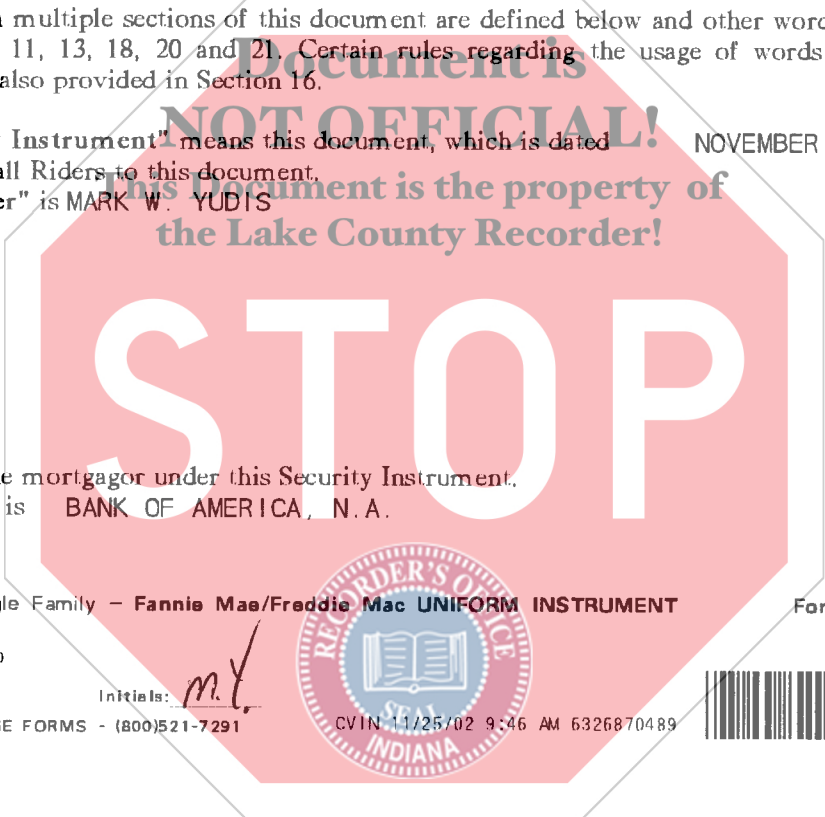 multiple sections of this document are defined below and other
11, 13, 18, 20 and 21. Certain rules regarding the usage of words
also provided in Section 16.
Document is
NOT OFFICIAL!
This Document is the property of
the Lake County Recorder!
Instrument" means this document, which is dated NOVEMBER
all Riders to this document.
is MARK W. YUDIS
STOP
mortgagor under this Security Instrument.
is BANK OF AMERICA, N.A.
Family – Fannie Mae/Freddie Mac UNIFORM INSTRUMENT
Initials: M.Y.
FORMS - (800)521-7291
CVIN 11/25/02 9:46 AM 6326870489
RECORDER'S OFFICE
SEAL
INDIANA